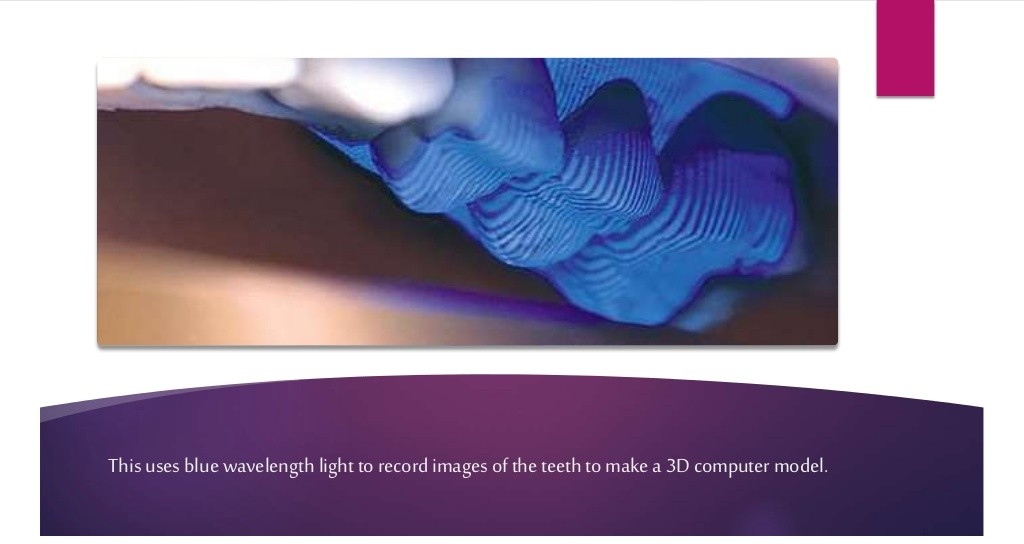 This uses blue wavelength light to record images of the teeth to make a 3D computer model.